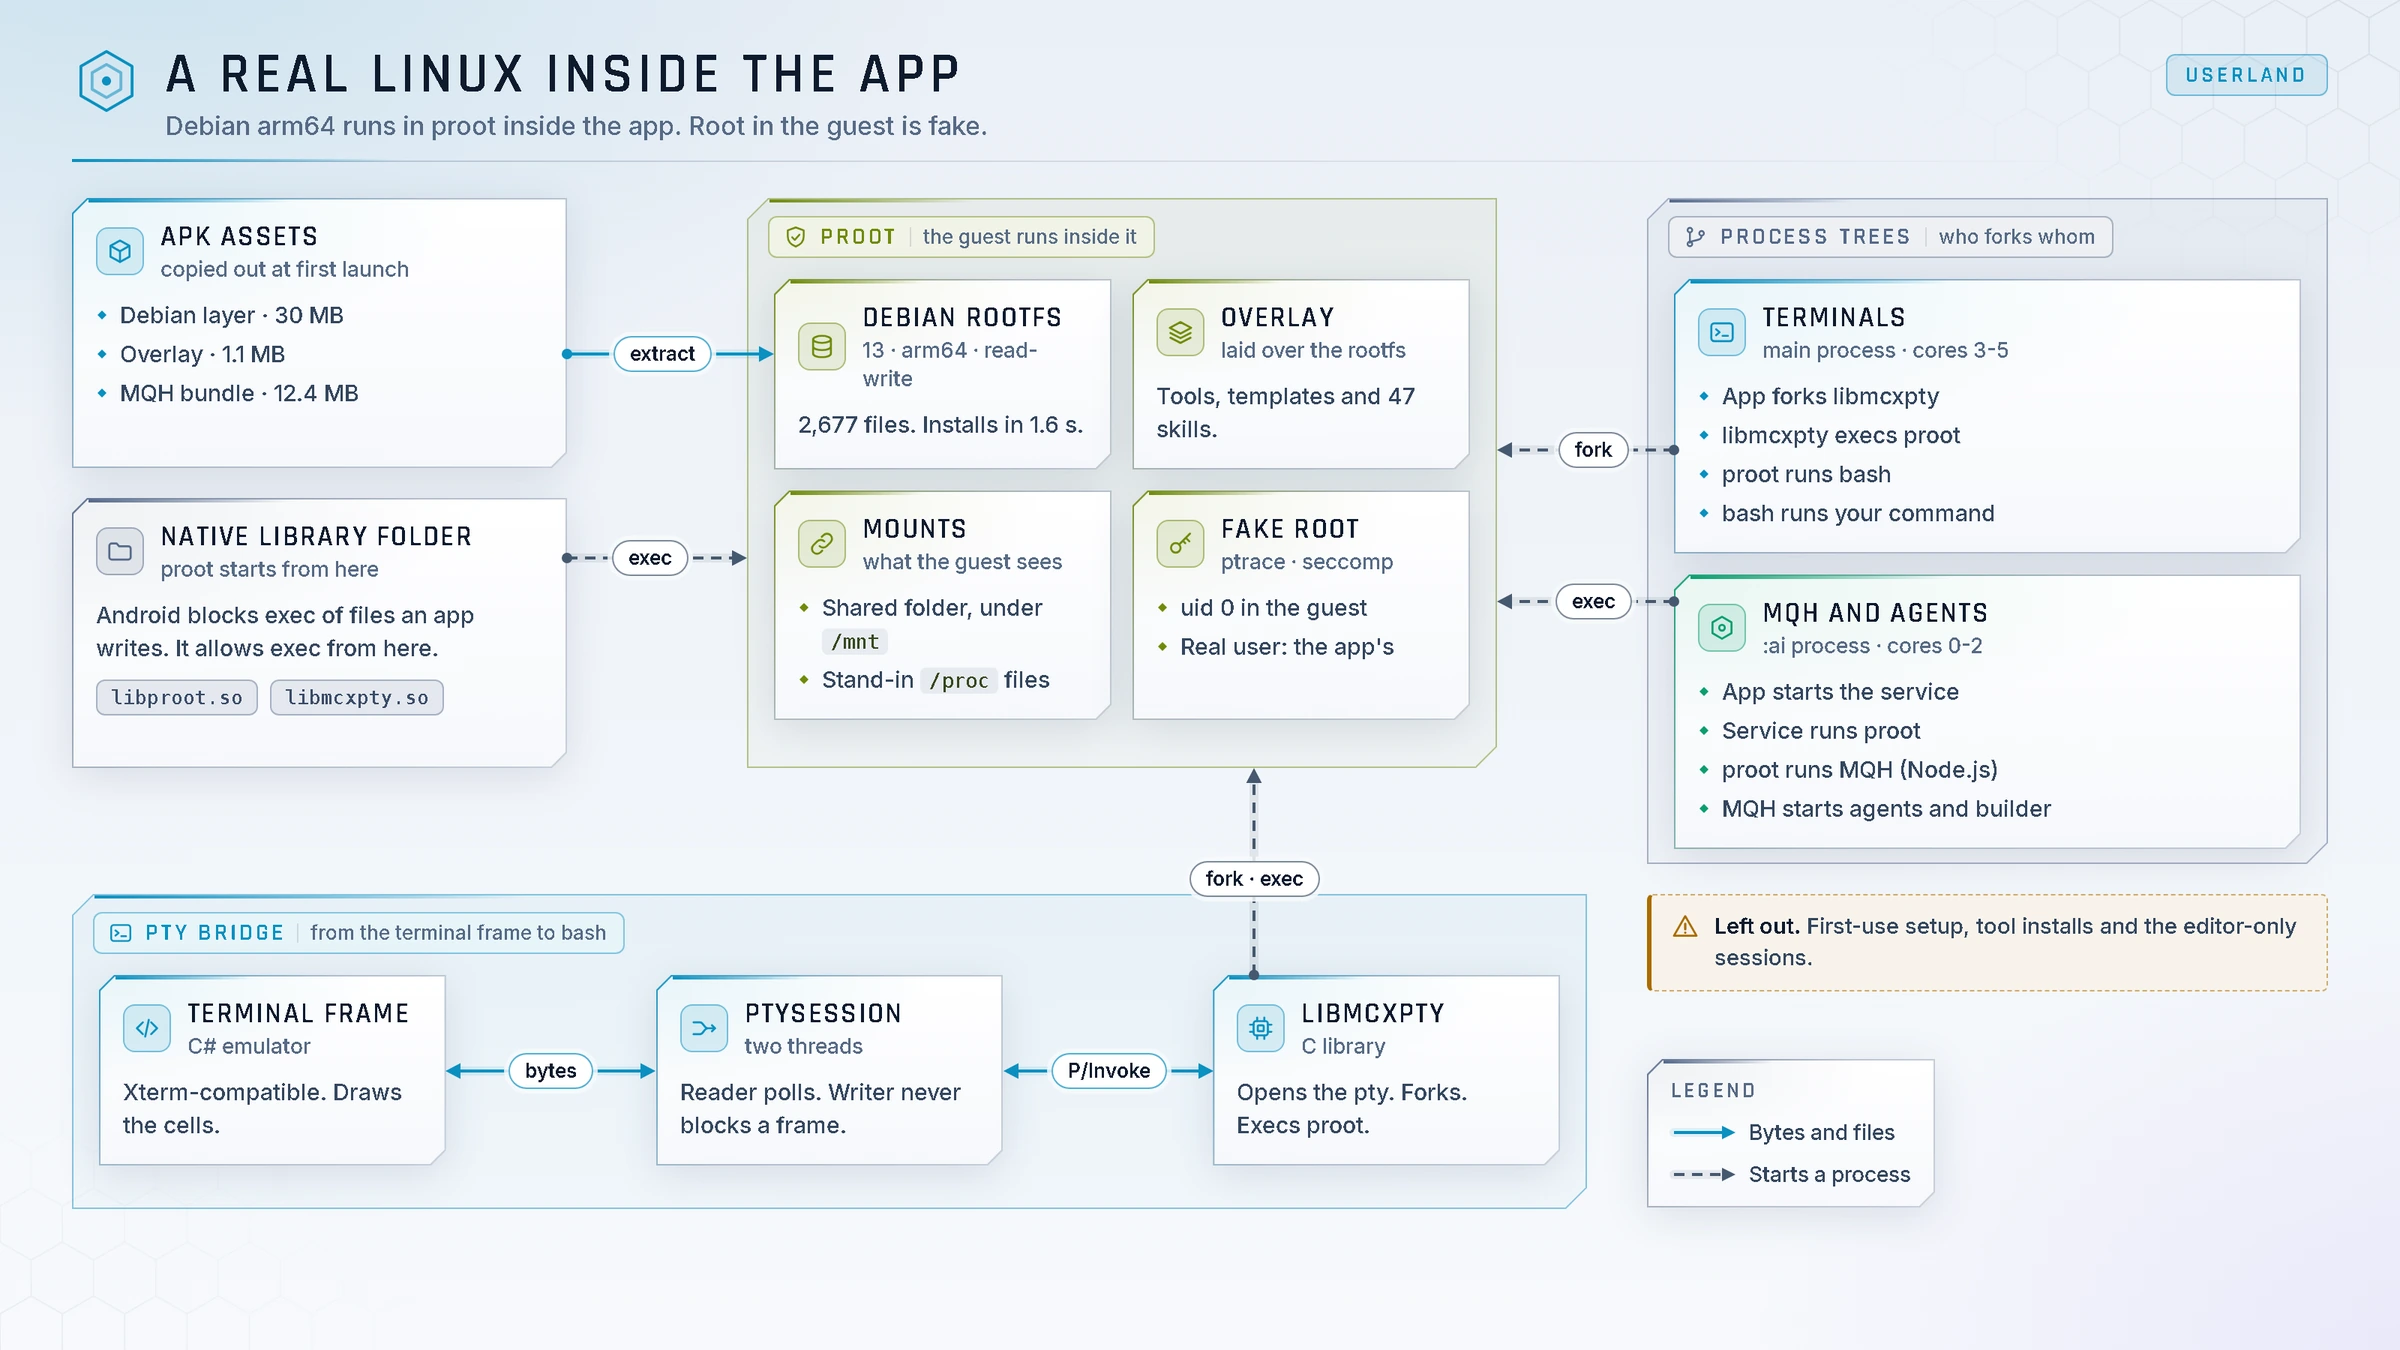 A REAL LINUX INSIDE THE APP
Debian arm64 runs in proot inside the app. Root in the guest is fake.
USERLAND
APK ASSETS
copied out at first launch
Debian layer · 30 MB
Overlay · 1.1 MB
MQH bundle · 12.4 MB
extract
NATIVE LIBRARY FOLDER
proot starts from here
Android blocks exec of files an app
writes. It allows exec from here.
libproot.so libmcxpty.so
exec
PROOT the guest runs inside it
DEBIAN ROOTFS
13 · arm64 · read-
write
2,677 files. Installs in 1.6 s.
OVERLAY
laid over the rootfs
Tools, templates and 47
skills.
MOUNTS
what the guest sees
Shared folder, under
/mnt
Stand-in /proc files
FAKE ROOT
ptrace · seccomp
uid 0 in the guest
Real user: the app's
fork
exec
PROCESS TREES who forks whom
TERMINALS
main process · cores 3-5
App forks libmcxpty
libmcxpty execs proot
proot runs bash
bash runs your command
MQH AND AGENTS
:ai process · cores 0-2
App starts the service
Service runs proot
proot runs MQH (Node.js)
MQH starts agents and builder
fork · exec
PTY BRIDGE from the terminal frame to bash
TERMINAL FRAME
C# emulator
Xterm-compatible. Draws
the cells.
bytes
PTYSESSION
two threads
Reader polls. Writer never
blocks a frame.
P/Invoke
LIBMCXPTY
C library
Opens the pty. Forks.
Execs proot.
Left out. First-use setup, tool installs and the editor-only
sessions.
LEGEND
Bytes and files
Starts a process